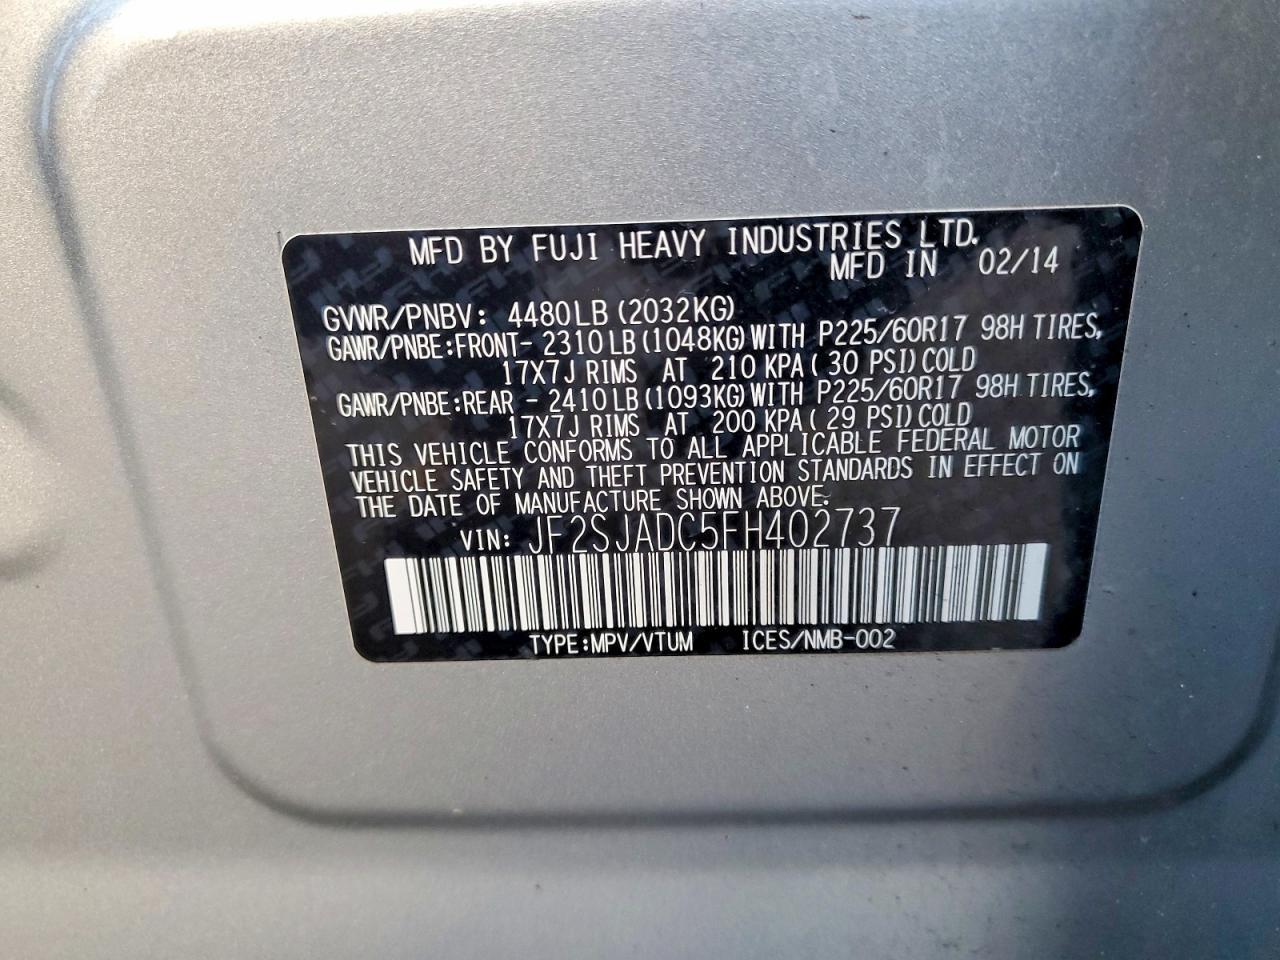 MFD BY FUJI HEAVY INDUSTRIES LTD.
MFD IN 02/14
GVWR/PNBV: 4480LB (2032KG)
GAWR/PNBE:FRONT- 2310LB (1048KG) WITH P225/60R17 98H TIRES,
17X7J RIMS AT 210 KPA ( 30 PSI) COLD
GAWR/PNBE:REAR - 2410LB (1093KG) WITH P225/60R17 98H TIRES,
17X7J RIMS AT 200 KPA ( 29 PSI) COLD
THIS VEHICLE CONFORMS TO ALL APPLICABLE FEDERAL MOTOR
VEHICLE SAFETY AND THEFT PREVENTION STANDARDS IN EFFECT ON
THE DATE OF MANUFACTURE SHOWN ABOVE.
VIN: JF2SJADC5FH402737
TYPE:MPV/VTUM ICES/NMB-002